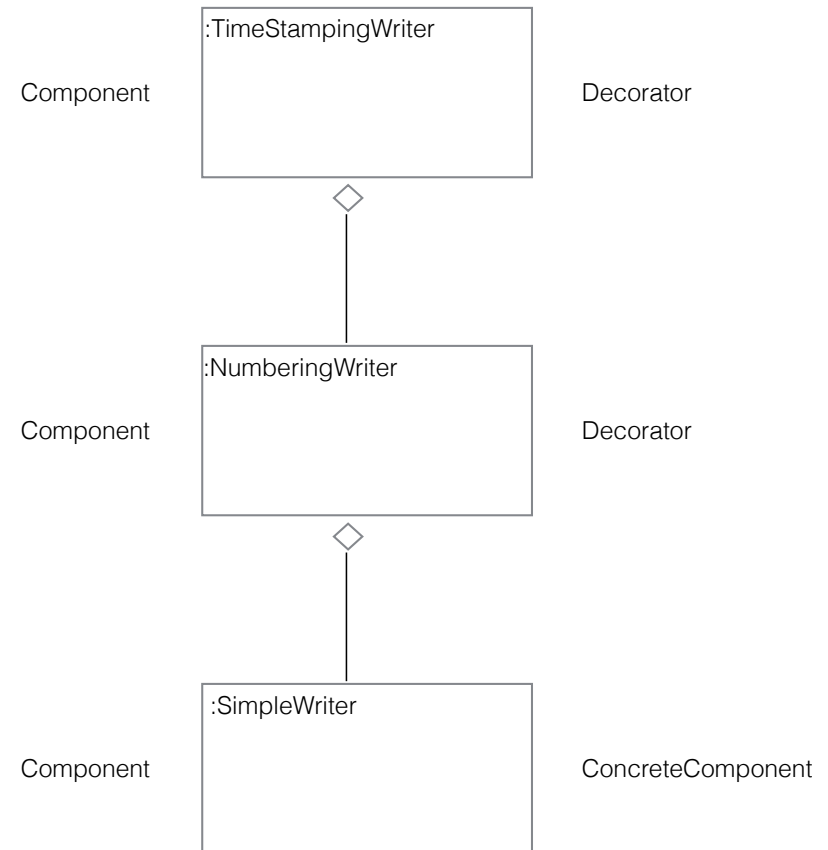 :TimeStampingWriter
Component
Decorator
:NumberingWriter
Component
Decorator
:SimpleWriter
Component
ConcreteComponent